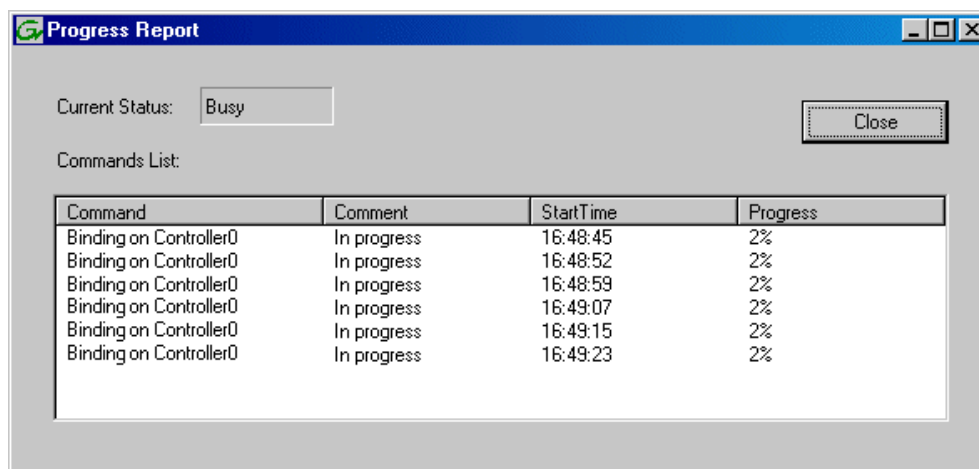 Progress Report
Current Status: Busy
Close
Commands List:
Command Comment StartTime Progress
Binding on Controller0 In progress 16:48:45 2%
Binding on Controller0 In progress 16:48:52 2%
Binding on Controller0 In progress 16:48:59 2%
Binding on Controller0 In progress 16:49:07 2%
Binding on Controller0 In progress 16:49:15 2%
Binding on Controller0 In progress 16:49:23 2%